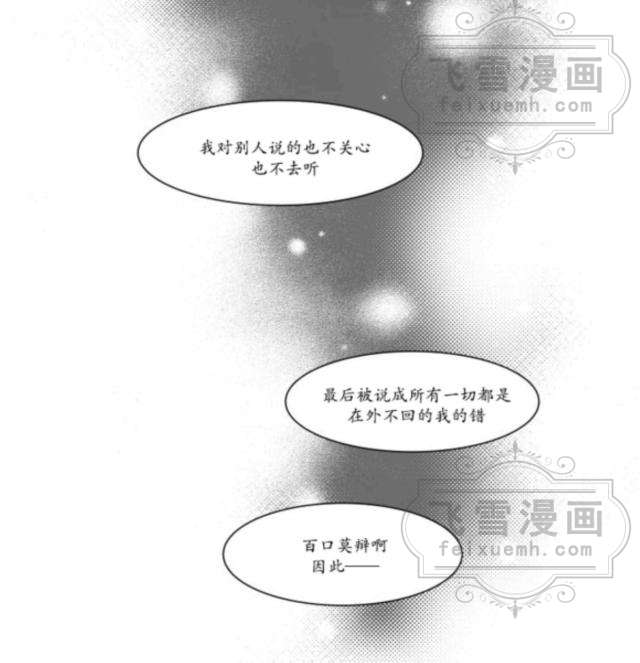 飞雪漫画
feixuemh.com
我对别人说的也不关心
也不去听
最后被说成所有一切都是
在外不回的我的错
飞雪漫画
feixuemh.com
百口莫辩啊
因此——